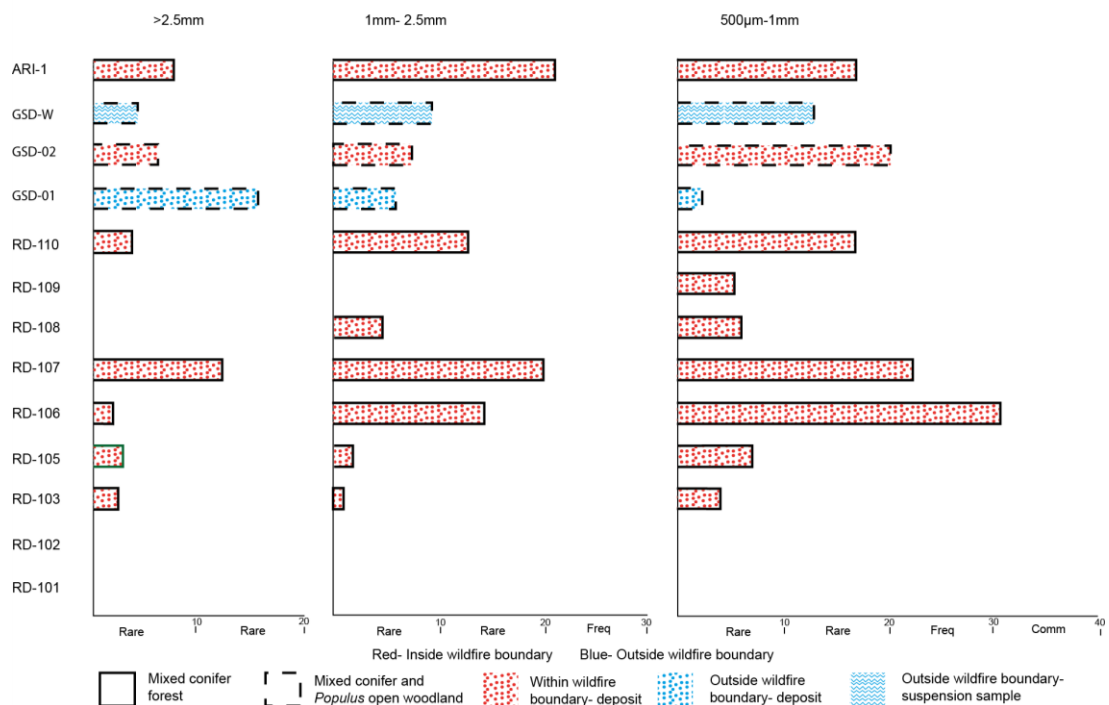 >2.5mm 1mm- 2.5mm 500µm-1mm
ARI-1
GSD-W
GSD-02
GSD-01
RD-110
RD-109
RD-108
RD-107
RD-106
RD-105
RD-103
RD-102
RD-101
Rare 10 Rare 20 Rare 10 Rare 20 Freq 30 Rare 10 Rare 20 Freq 30 Comm 40
Red- Inside wildfire boundary Blue- Outside wildfire boundary
Mixed conifer
forest
Mixed conifer and
Populus open woodland
Within wildfire
boundary- deposit
Outside wildfire
boundary- deposit
Outside wildfire boundary-
suspension sample